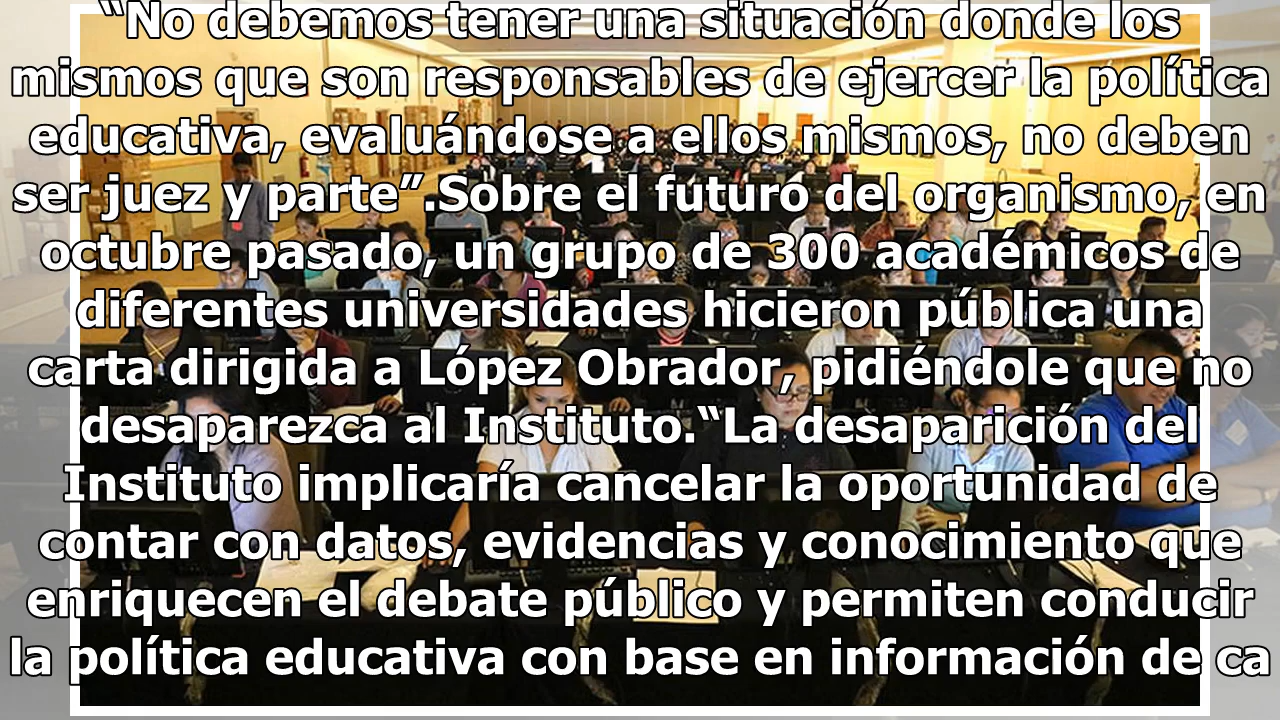 “No debemos tener una situación donde los
mismos que son responsables de ejercer la política
educativa, evaluándose a ellos mismos, no deben
ser juez y parte”.Sobre el futuro del organismo, en
octubre pasado, un grupo de 300 académicos de
diferentes universidades hicieron pública una
carta dirigida a López Obrador, pidiéndole que no
desaparezca al Instituto.“La desaparición del
Instituto implicaría cancelar la oportunidad de
contar con datos, evidencias y conocimiento que
enriquecen el debate público y permiten conducir
la política educativa con base en información de ca